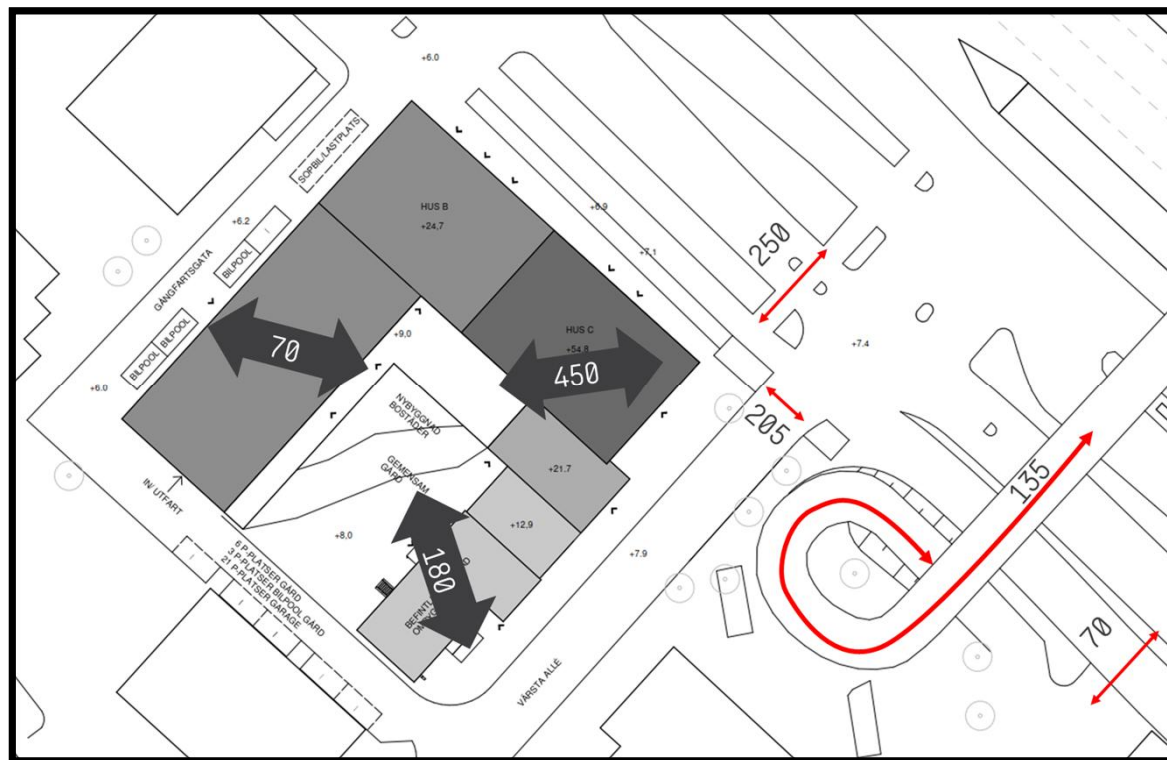 +6.0
SOPBIL/LASTPLATS
HUS B
+24,7
+6.2
+6.9
+7.1
250
BILPOOL
GÅNGFARTSGATA
BILPOOL BILPOOL
+6.0
70
+9,0
HUS C
+54.8
450
+7.4
205
NYBYGGNAD
BOSTÄDER
GEMENSAM
GÅRD
+21.7
135
IN/ UTFART
+12,9
+8,0
180
+7.9
6 P-PLATSER GÅRD
3 P-PLATSER BILPOOL GÅRD
21 P-PLATSER GARAGE
70
VÅRSTA ALLÉ